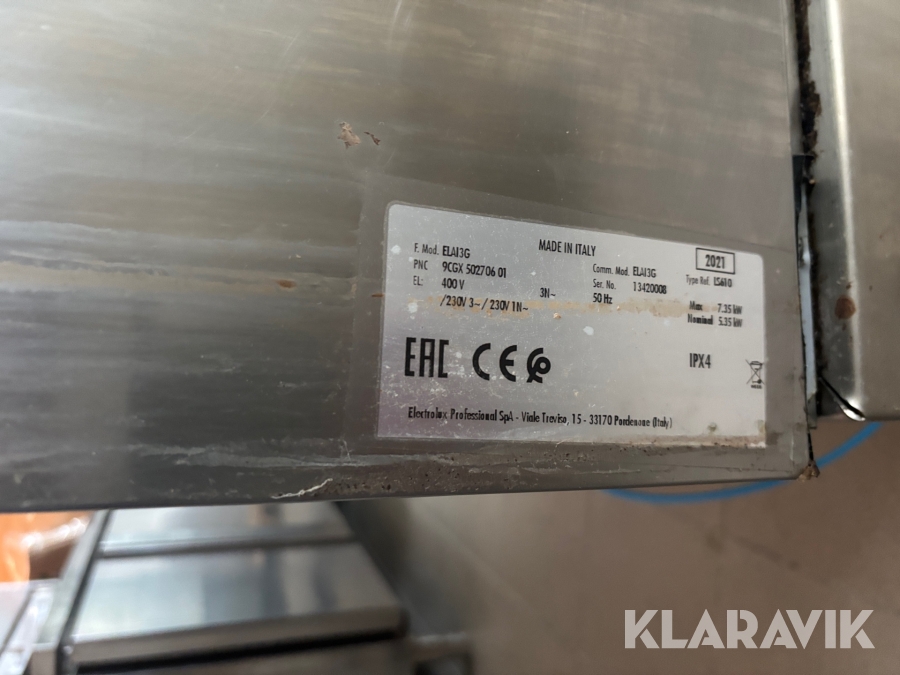 F. Mod. ELAI3G MADE IN ITALY 2021
PNC 9CGX 502706 01 Comm. Mod. ELAI3G Type Ref. LS610
EL: 400 V 3N~ Ser. No. 13420008
/230V 3~/230V 1N~ 50 Hz Max 7.35 kW
Nominal 5.35 kW
EAC CE IPX4
Electrolux Professional SpA - Viale Treviso, 15 - 33170 Pordenone (Italy)
KLARAVIK